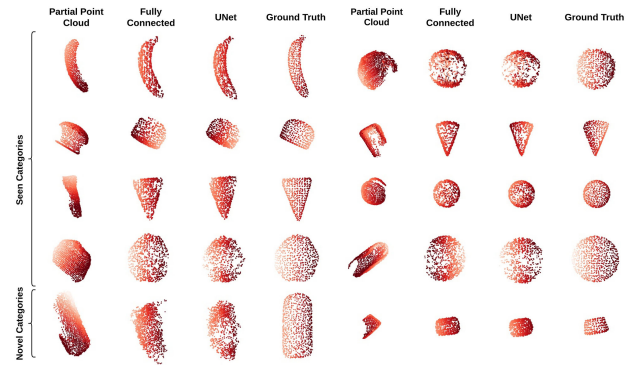 Partial Point Cloud
Fully Connected
UNet
Ground Truth
Partial Point Cloud
Fully Connected
UNet
Ground Truth
Seen Categories
Novel Categories